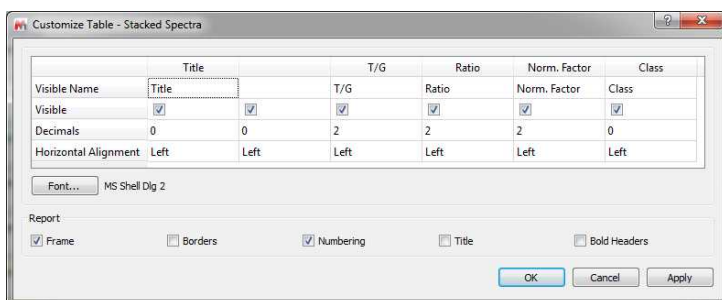 Customize Table - Stacked Spectra
Title T/G Ratio Norm. Factor Class
Visible Name Title T/G Ratio Norm. Factor Class
Visible
Decimals 0 0 2 2 2 0
Horizontal Alignment Left Left Left Left Left Left
Font... MS Shell Dlg 2
Report
Frame Borders Numbering Title Bold Headers
OK Cancel Apply